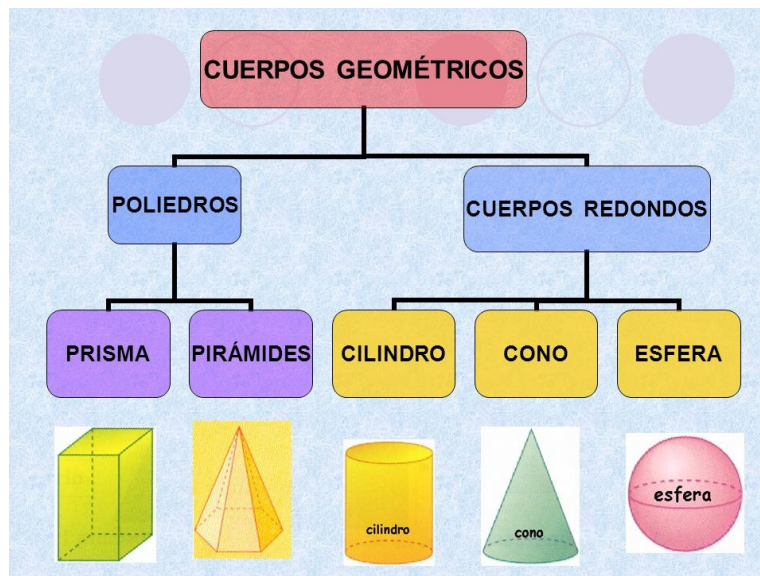 CUERPOS GEOMÉTRICOS
POLIEDROS
CUERPOS REDONDOS
PRISMA
PIRÁMIDES
CILINDRO
CONO
ESFERA
cilindro
cono
esfera